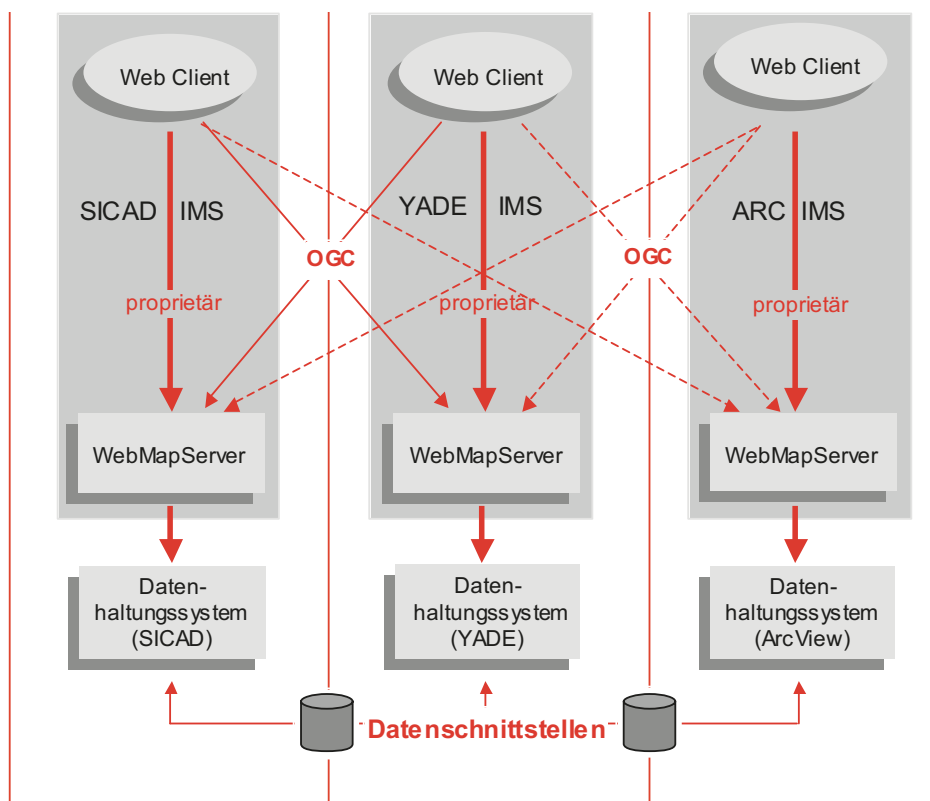 Web Client
Web Client
Web Client
SICAD IMS
YADE IMS
ARC IMS
OGC
OGC
proprietär
proprietär
proprietär
WebMapServer
WebMapServer
WebMapServer
Daten-
haltungssystem
(SICAD)
Daten-
haltungssystem
(YADE)
Daten-
haltungssystem
(ArcView)
Datenschnittstellen